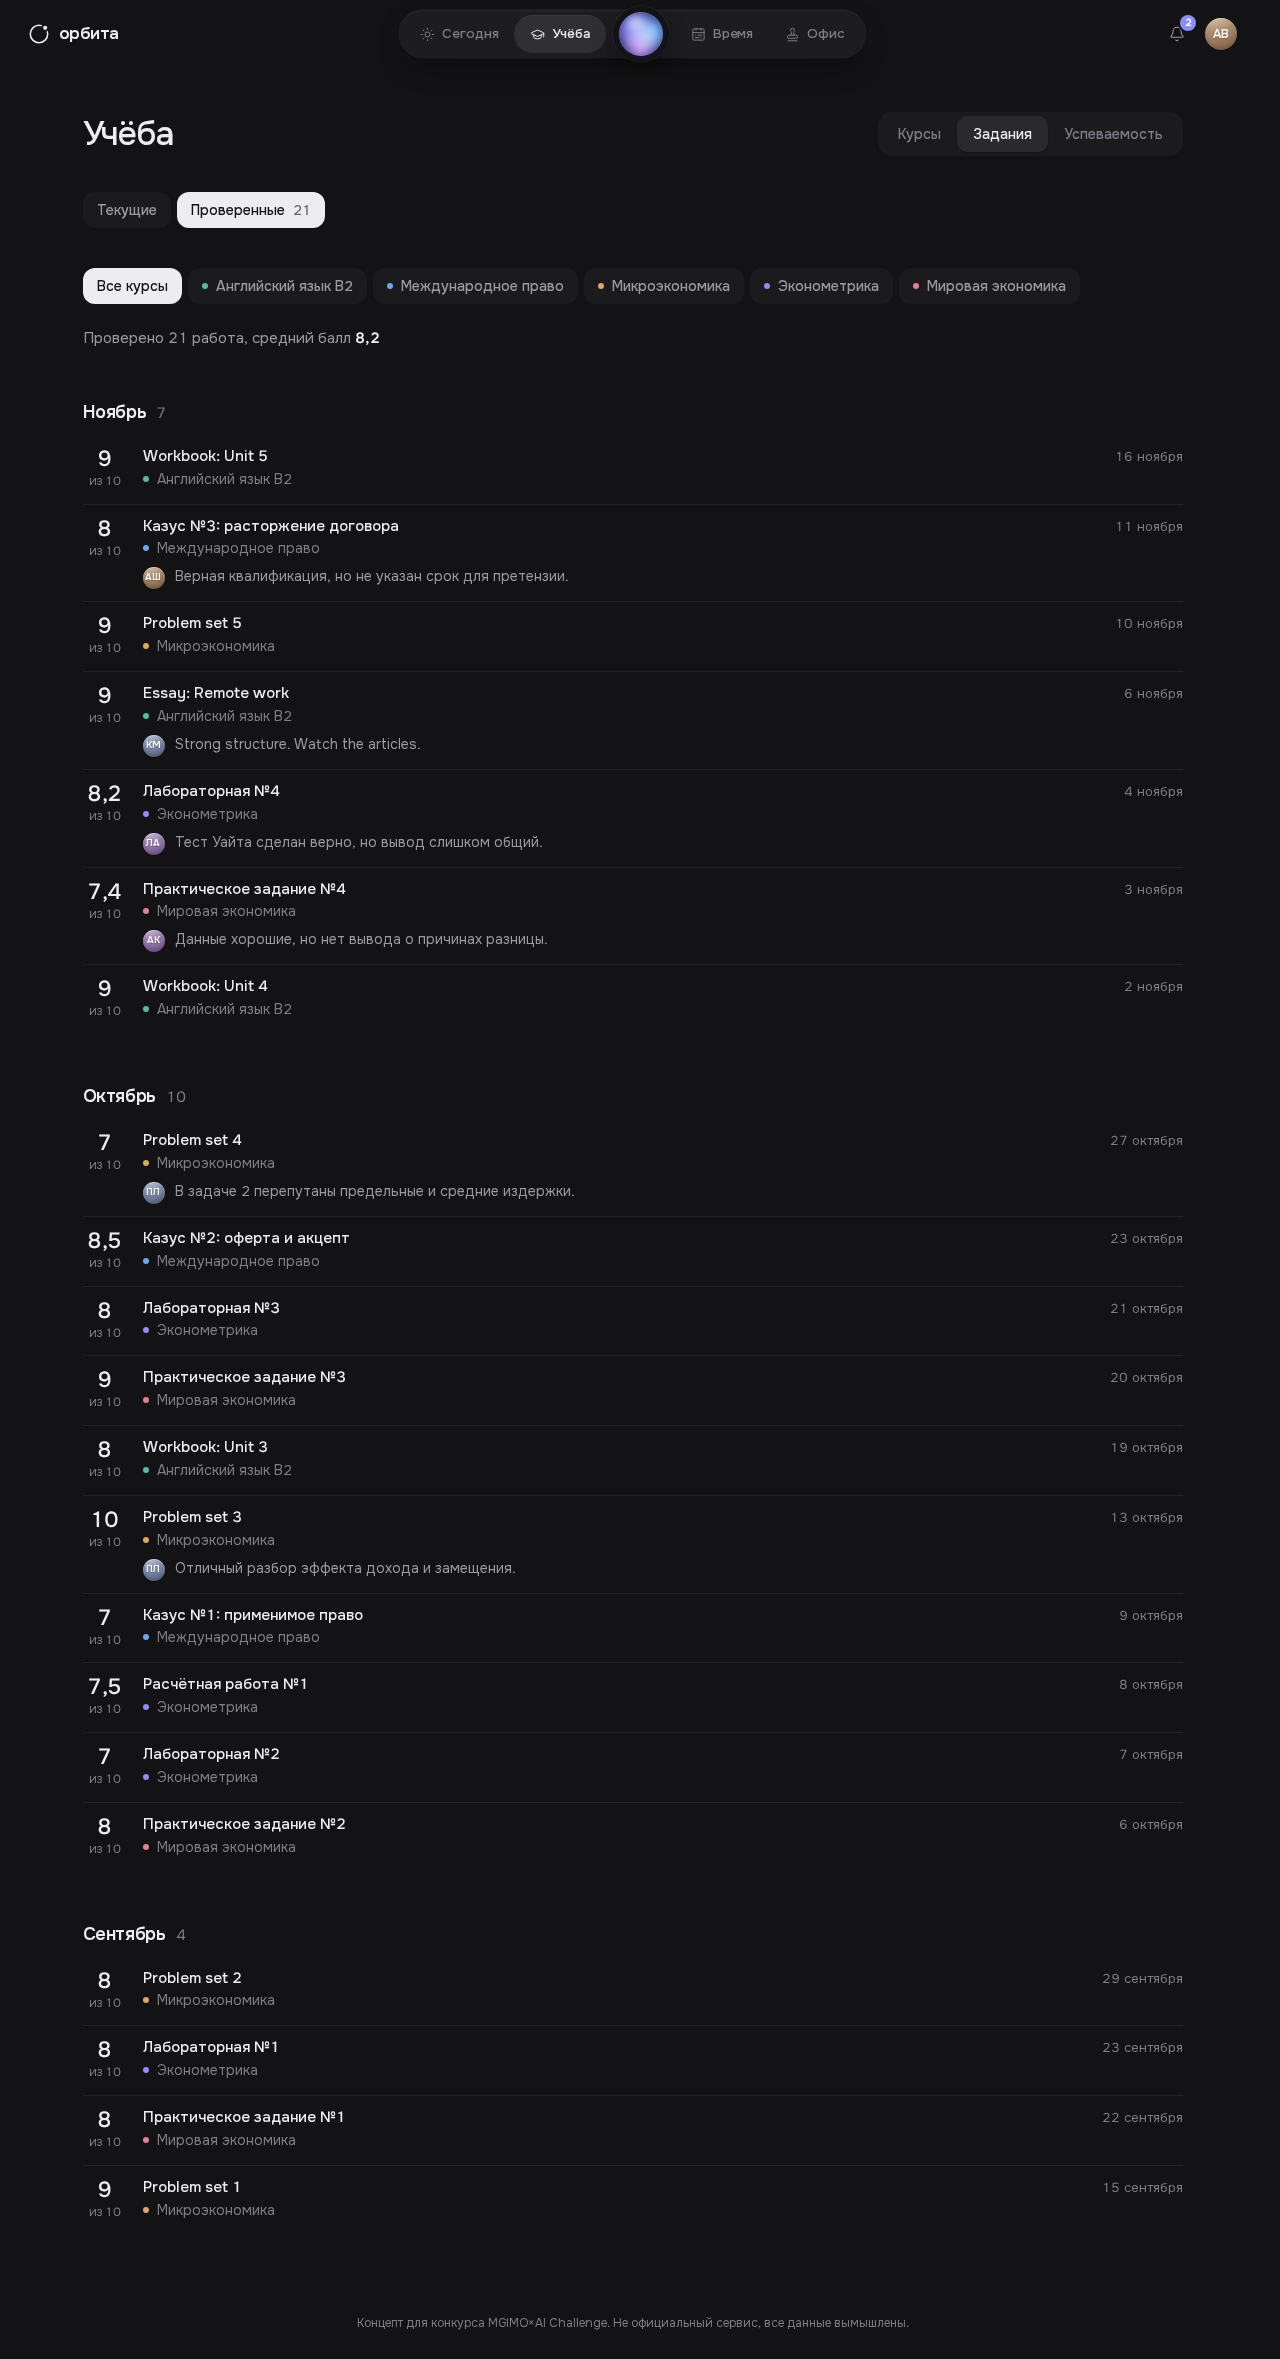 орбита
Сегодня
Учёба
Время
Офис
2
АВ
Учёба
Курсы
Задания
Успеваемость
Текущие
Проверенные 21
Все курсы
Английский язык B2
Международное право
Микроэкономика
Эконометрика
Мировая экономика
Проверено 21 работа, средний балл 8,2
Ноябрь 7
9 Workbook: Unit 5 16 ноября
из 10 Английский язык B2
8 Казус №3: расторжение договора 11 ноября
из 10 Международное право
АШ Верная квалификация, но не указан срок для претензии.
9 Problem set 5 10 ноября
из 10 Микроэкономика
9 Essay: Remote work 6 ноября
из 10 Английский язык B2
КМ Strong structure. Watch the articles.
8,2 Лабораторная №4 4 ноября
из 10 Эконометрика
ЛА Тест Уайта сделан верно, но вывод слишком общий.
7,4 Практическое задание №4 3 ноября
из 10 Мировая экономика
АК Данные хорошие, но нет вывода о причинах разницы.
9 Workbook: Unit 4 2 ноября
из 10 Английский язык B2
Октябрь 10
7 Problem set 4 27 октября
из 10 Микроэкономика
ПЛ В задаче 2 перепутаны предельные и средние издержки.
8,5 Казус №2: оферта и акцепт 23 октября
из 10 Международное право
8 Лабораторная №3 21 октября
из 10 Эконометрика
9 Практическое задание №3 20 октября
из 10 Мировая экономика
8 Workbook: Unit 3 19 октября
из 10 Английский язык B2
10 Problem set 3 13 октября
из 10 Микроэкономика
ПЛ Отличный разбор эффекта дохода и замещения.
7 Казус №1: применимое право 9 октября
из 10 Международное право
7,5 Расчётная работа №1 8 октября
из 10 Эконометрика
7 Лабораторная №2 7 октября
из 10 Эконометрика
8 Практическое задание №2 6 октября
из 10 Мировая экономика
Сентябрь 4
8 Problem set 2 29 сентября
из 10 Микроэкономика
8 Лабораторная №1 23 сентября
из 10 Эконометрика
8 Практическое задание №1 22 сентября
из 10 Мировая экономика
9 Problem set 1 15 сентября
из 10 Микроэкономика
Концепт для конкурса MGIMO×AI Challenge. Не официальный сервис, все данные вымышлены.